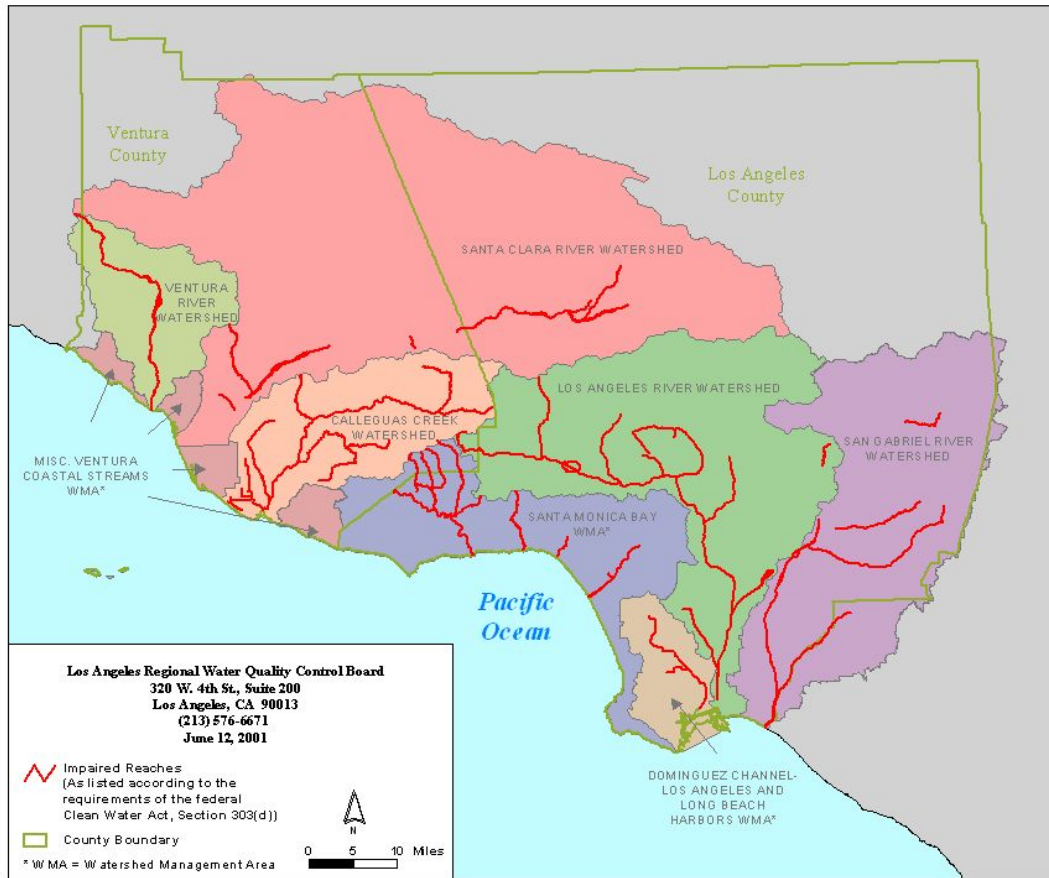 Ventura
County
Los Angeles
County
SANTA CLARA RIVER WATERSHED
VENTURA
RIVER
WATERSHED
LOS ANGELES RIVER WATERSHED
CALLEGUAS CREEK
WATERSHED
SAN GABRIEL RIVER
WATERSHED
MISC. VENTURA
COASTAL STREAMS
WMA*
SANTA MONICA BAY
WMA*
Pacific
Ocean
DOMINGUEZ CHANNEL-
LOS ANGELES AND
LONG BEACH
HARBORS WMA*
Los Angeles Regional Water Quality Control Board
320 W. 4th St., Suite 200
Los Angeles, CA 90013
(213) 576-6671
June 12, 2001
Impaired Reaches
(As listed according to the
requirements of the federal
Clean Water Act, Section 303(d))
County Boundary
* WMA = Watershed Management Area
N
0 5 10 Miles